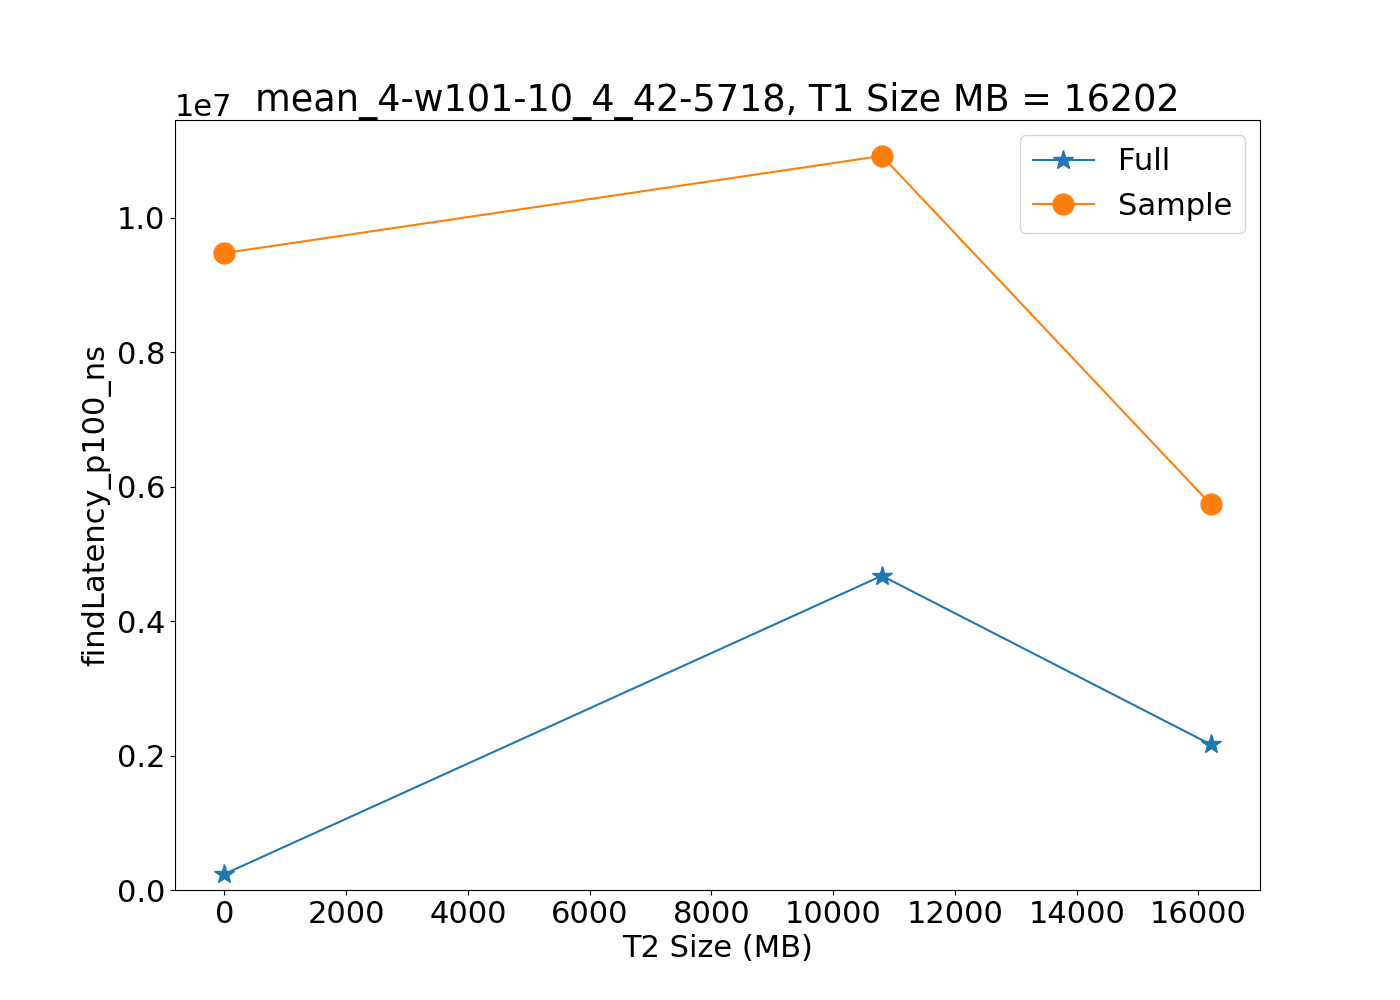 1e7
mean_4-w101-10_4_42-5718, T1 Size MB = 16202
Full
Sample
findLatency_p100_ns
1.0
0.8
0.6
0.4
0.2
0.0
0 2000 4000 6000 8000 10000 12000 14000 16000
T2 Size (MB)